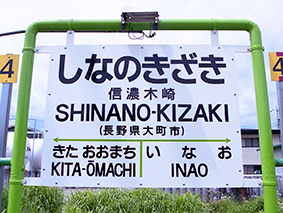 しなのきざき
信濃木崎
SHINANO-KIZAKI
(長野県大町市)
きたおおまち いなお
KITA-ŌMACHI INAO
4
4